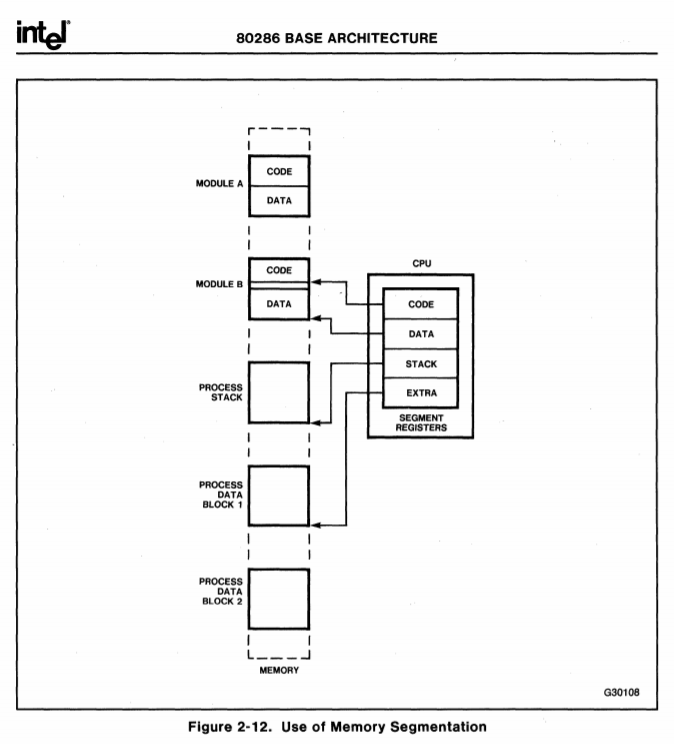 intel
80286 BASE ARCHITECTURE
CODE
MODULE A
DATA
CODE
MODULE B
DATA
CPU
CODE
DATA
STACK
EXTRA
SEGMENT
REGISTERS
PROCESS
STACK
PROCESS
DATA
BLOCK 1
PROCESS
DATA
BLOCK 2
MEMORY
G30108
Figure 2-12. Use of Memory Segmentation